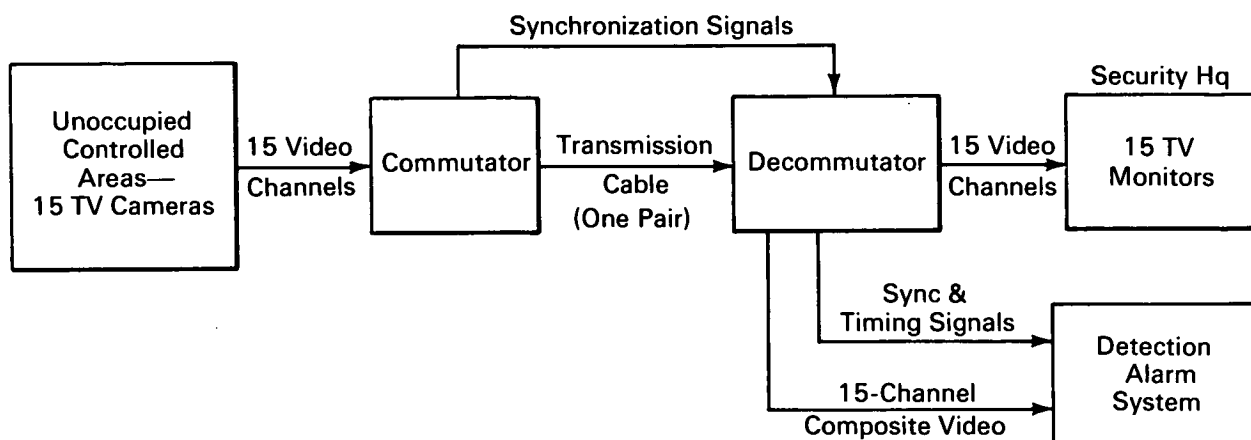 Synchronization Signals
Unoccupied
Controlled
Areas—
15 TV Cameras
15 Video
Channels
Commutator
Transmission
Cable
(One Pair)
Decommutator
15 Video
Channels
Security Hq
15 TV
Monitors
Sync &
Timing Signals
15-Channel
Composite Video
Detection
Alarm
System